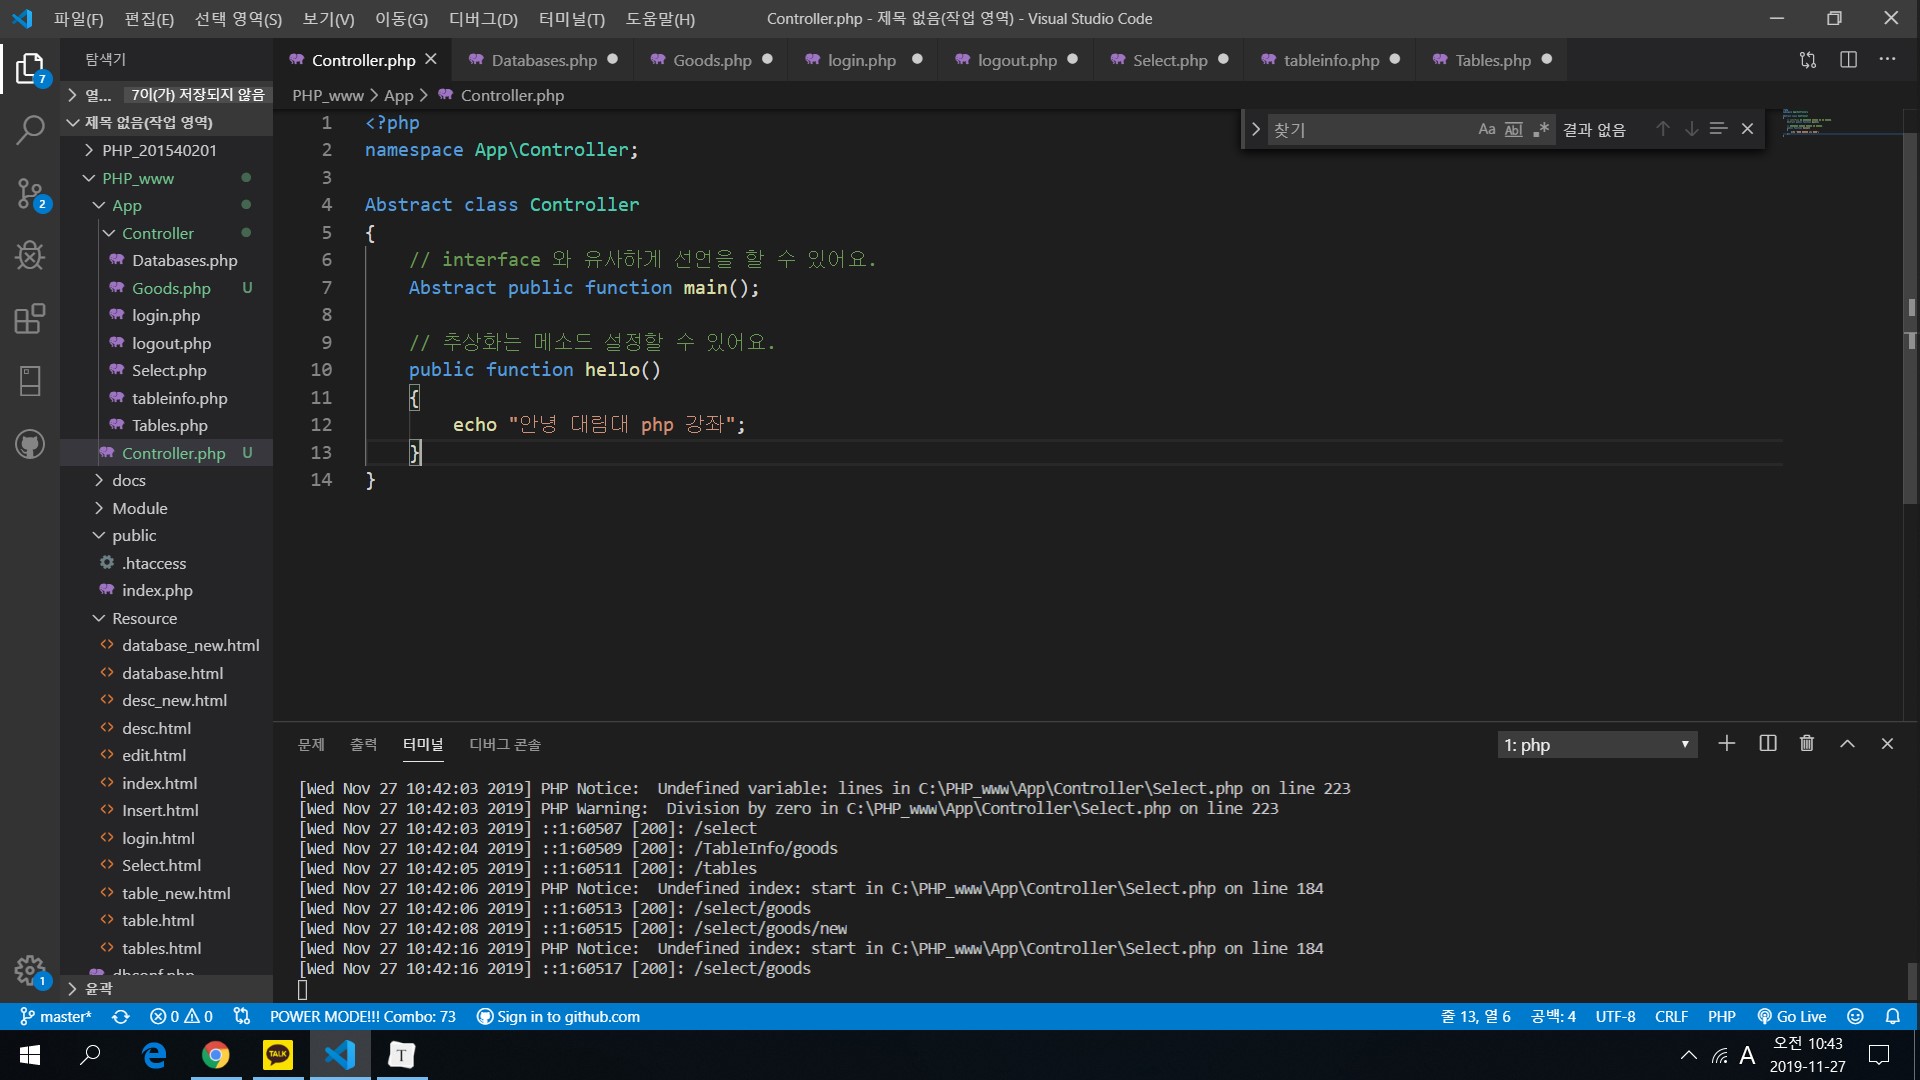 파일(F) 편집(E) 선택 영역(S) 보기(V) 이동(G) 디버그(D) 터미널(T) 도움말(H) Controller.php - 제목 없음(작업 영역) - Visual Studio Code
탐색기 Controller.php Databases.php Goods.php login.php logout.php Select.php tableinfo.php Tables.php
7
열... 7이(가) 저장되지 않음
PHP_www > App > Controller.php
제목 없음(작업 영역)
찾기 Aa Abl .* 결과 없음
PHP_201540201
PHP_www
App
Controller
Databases.php
Goods.php U
login.php
logout.php
Select.php
tableinfo.php
Tables.php
Controller.php U
docs
Module
public
.htaccess
index.php
Resource
database_new.html
database.html
desc_new.html
desc.html
edit.html
index.html
Insert.html
login.html
Select.html
table_new.html
table.html
tables.html
dbconf.php
윤곽
2
1
1 <?php
2 namespace App\Controller;
3
4 Abstract class Controller
5 {
6 // interface 와 유사하게 선언을 할 수 있어요.
7 Abstract public function main();
8
9 // 추상화는 메소드 설정할 수 있어요.
10 public function hello()
11 {
12 echo "안녕 대림대 php 강좌";
13 }
14 }
문제 출력 터미널 디버그 콘솔 1: php
[Wed Nov 27 10:42:03 2019] PHP Notice:  Undefined variable: lines in C:\PHP_www\App\Controller\Select.php on line 223
[Wed Nov 27 10:42:03 2019] PHP Warning:  Division by zero in C:\PHP_www\App\Controller\Select.php on line 223
[Wed Nov 27 10:42:03 2019] ::1:60507 [200]: /select
[Wed Nov 27 10:42:04 2019] ::1:60509 [200]: /TableInfo/goods
[Wed Nov 27 10:42:05 2019] ::1:60511 [200]: /tables
[Wed Nov 27 10:42:06 2019] PHP Notice:  Undefined index: start in C:\PHP_www\App\Controller\Select.php on line 184
[Wed Nov 27 10:42:06 2019] ::1:60513 [200]: /select/goods
[Wed Nov 27 10:42:08 2019] ::1:60515 [200]: /select/goods/new
[Wed Nov 27 10:42:16 2019] PHP Notice:  Undefined index: start in C:\PHP_www\App\Controller\Select.php on line 184
[Wed Nov 27 10:42:16 2019] ::1:60517 [200]: /select/goods
master* 0 0 POWER MODE!!! Combo: 73 Sign in to github.com 줄 13, 열 6 공백: 4 UTF-8 CRLF PHP Go Live
TALK T A 오전 10:43
2019-11-27